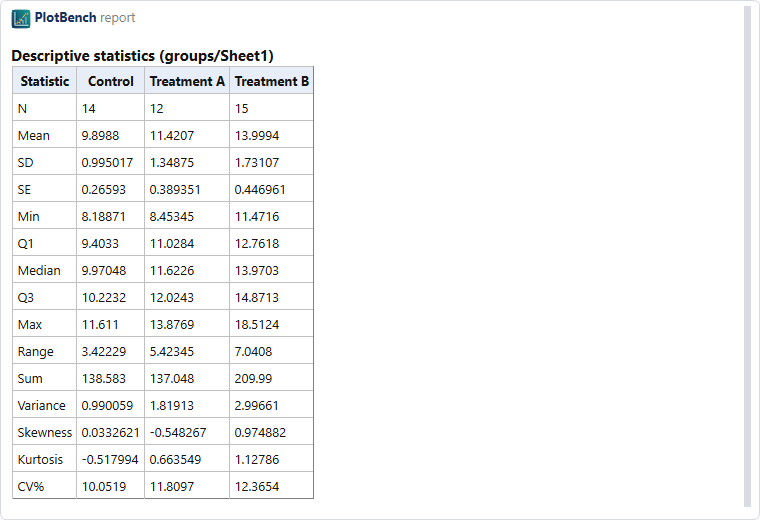 PlotBench report
Descriptive statistics (groups/Sheet1)
Statistic Control Treatment A Treatment B
N 14 12 15
Mean 9.8988 11.4207 13.9994
SD 0.995017 1.34875 1.73107
SE 0.26593 0.389351 0.446961
Min 8.18871 8.45345 11.4716
Q1 9.4033 11.0284 12.7618
Median 9.97048 11.6226 13.9703
Q3 10.2232 12.0243 14.8713
Max 11.611 13.8769 18.5124
Range 3.42229 5.42345 7.0408
Sum 138.583 137.048 209.99
Variance 0.990059 1.81913 2.99661
Skewness 0.0332621 -0.548267 0.974882
Kurtosis -0.517994 0.663549 1.12786
CV% 10.0519 11.8097 12.3654